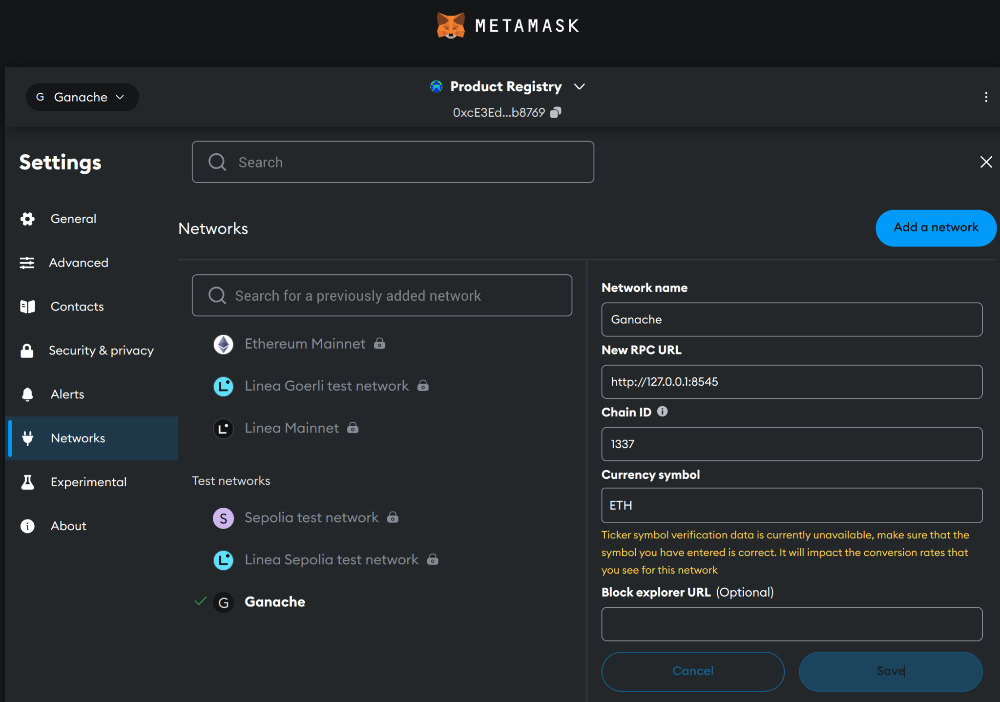 METAMASK
G Ganache
Product Registry
0xcE3Ed...b8769
Settings
Search
General
Advanced
Contacts
Security & privacy
Alerts
Networks
Experimental
About
Networks
Add a network
Search for a previously added network
Ethereum Mainnet
Linea Goerli test network
Linea Mainnet
Test networks
S Sepolia test network
Linea Sepolia test network
G Ganache
Network name
Ganache
New RPC URL
http://127.0.0.1:8545
Chain ID
1337
Currency symbol
ETH
Ticker symbol verification data is currently unavailable, make sure that the
symbol you have entered is correct. It will impact the conversion rates that
you see for this network
Block explorer URL (Optional)
Cancel
Save